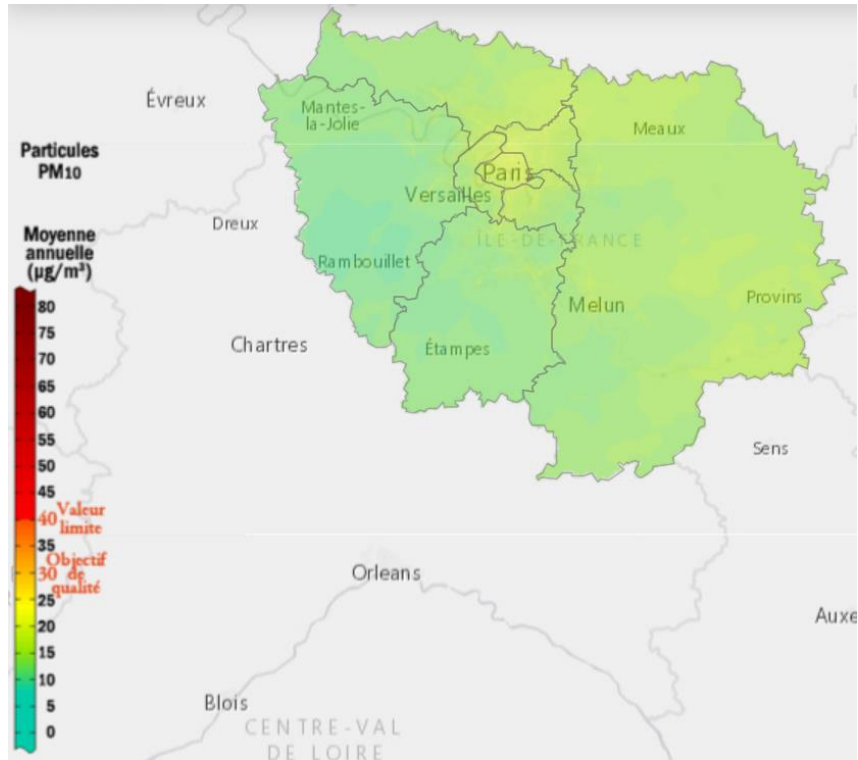 Évreux
Mantes-
la-Jolie
Meaux
Particules
PM10
Paris
Versailles
Dreux
Moyenne
annuelle
(µg/m³)
ÎLE-DE-FRANCE
Rambouillet
Melun
Provins
80
75
Chartres
Étampes
70
65
60
55
50
Sens
45
40 Valeur
limite
35
Objectif
30 de
qualité
25
Orleans
20
Auxe
15
10
5
Blois
0
CENTRE-VAL
DE LOIRE